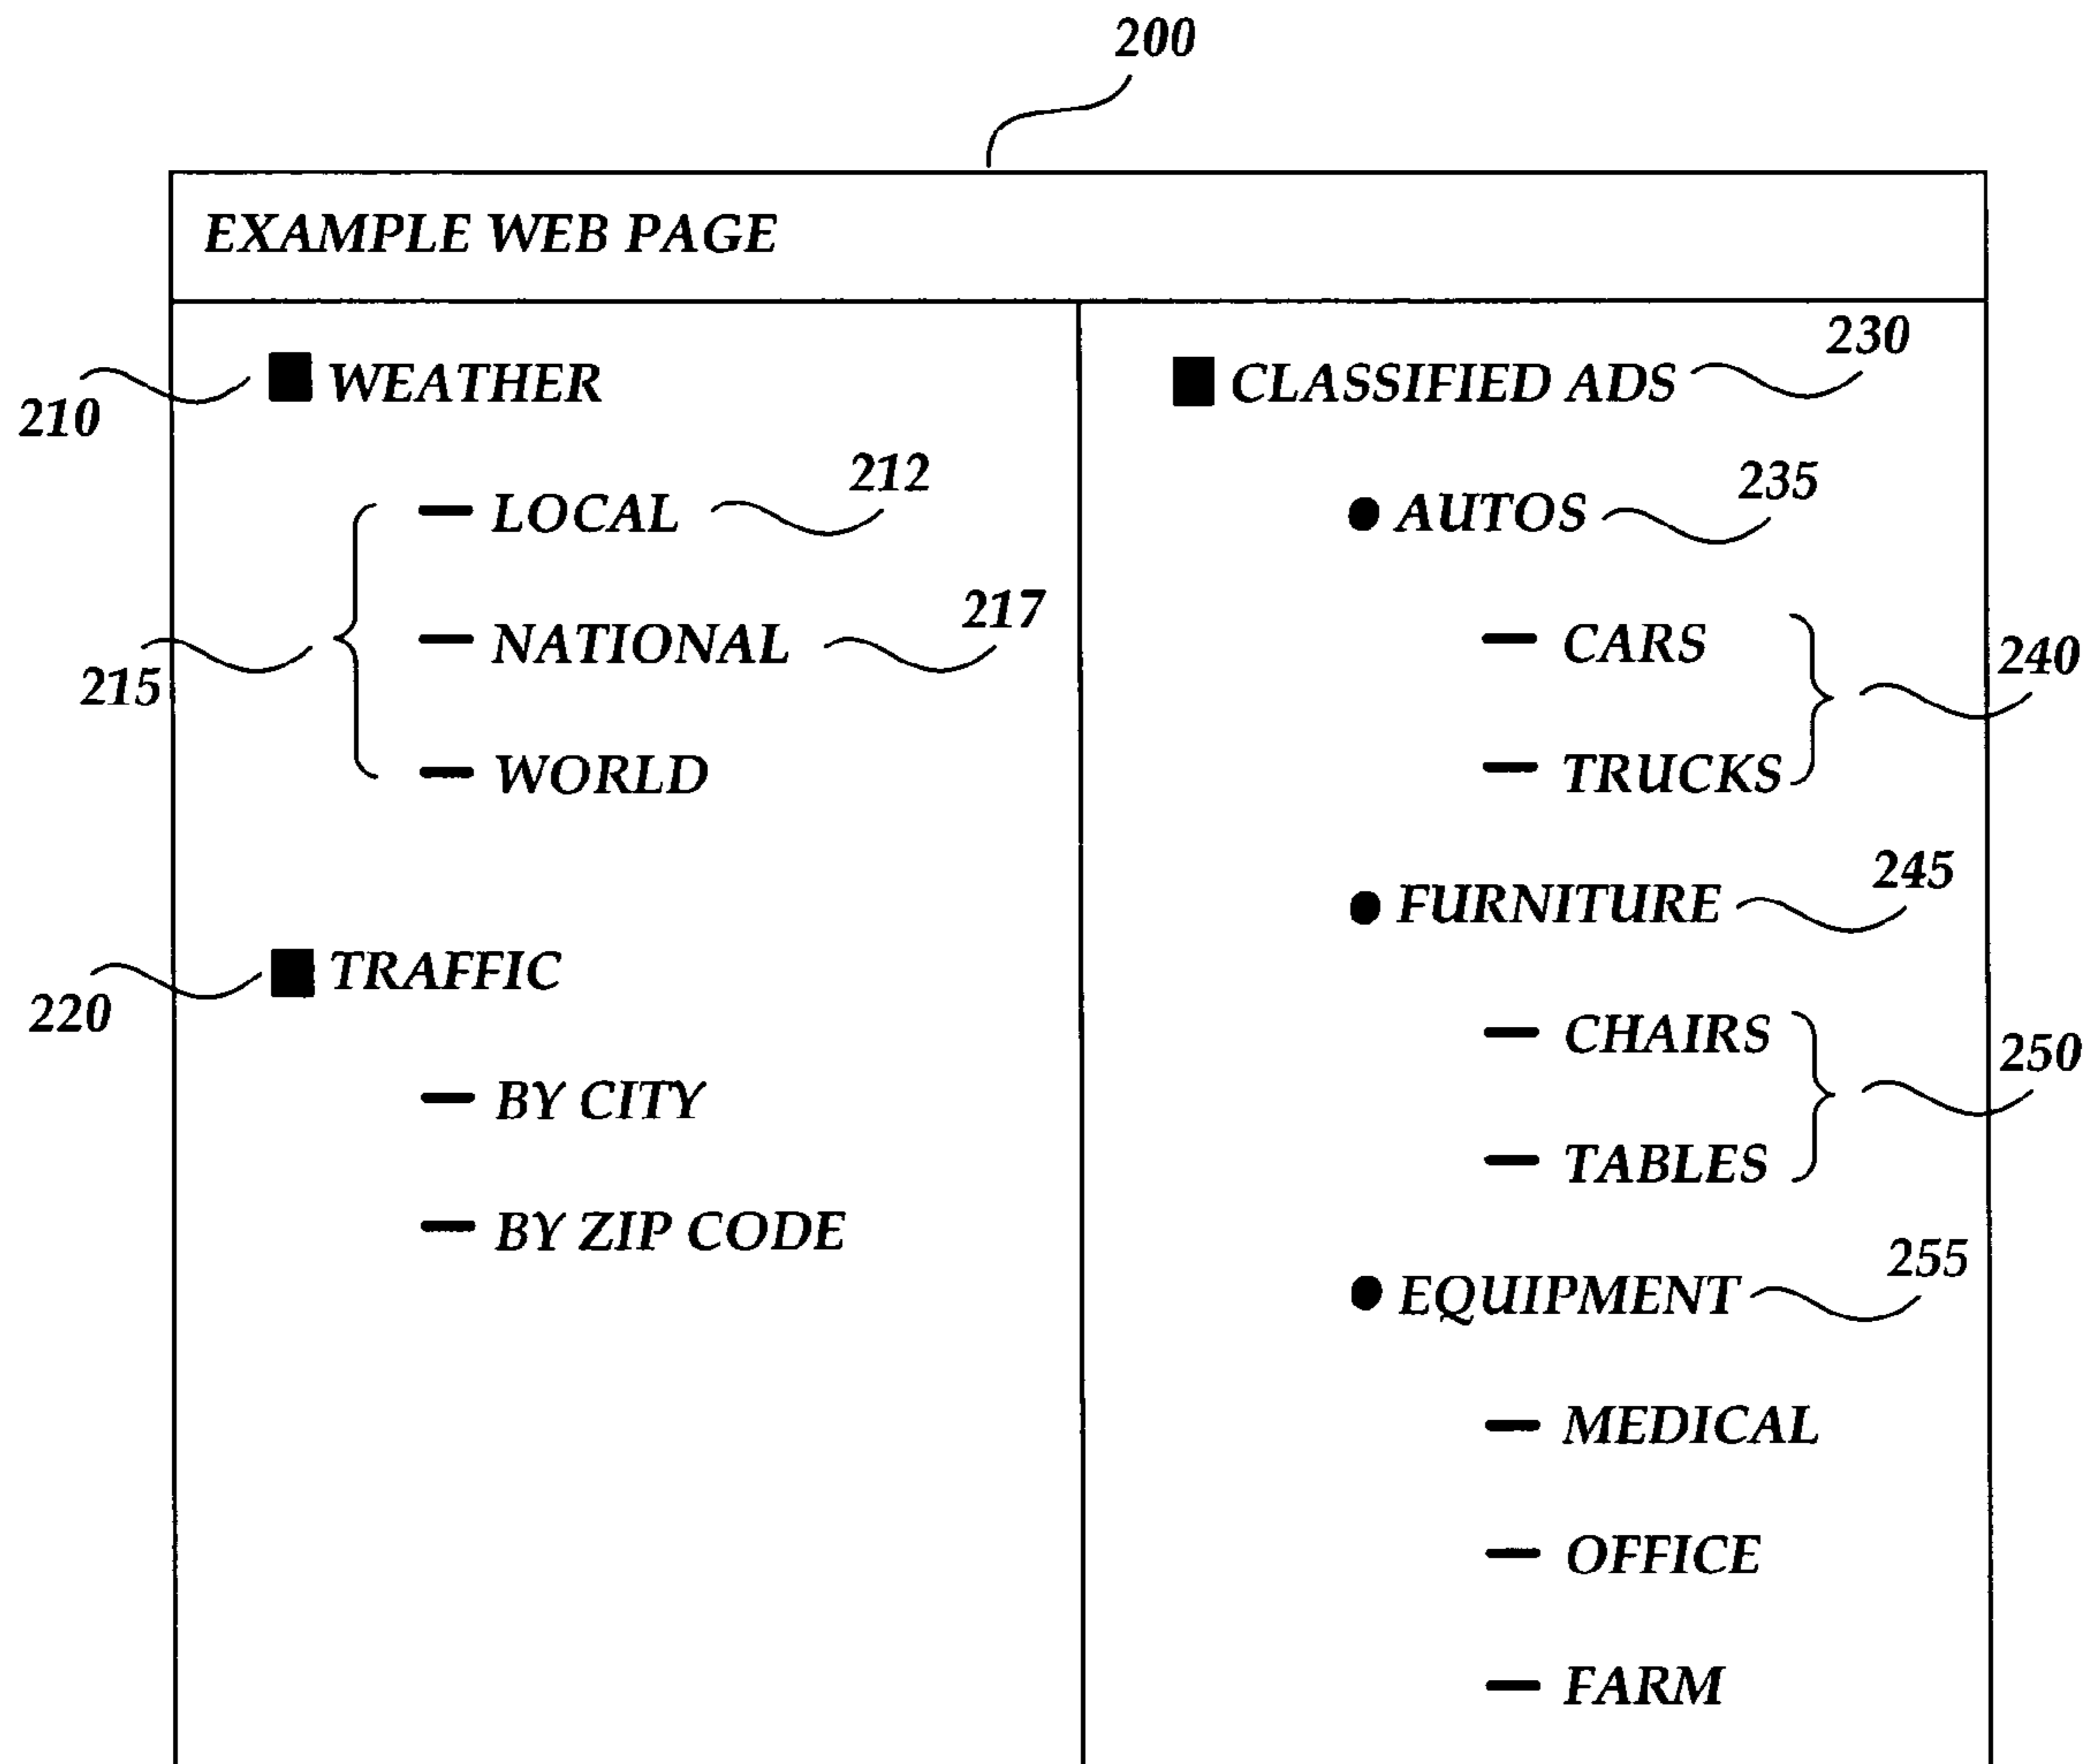 200
EXAMPLE WEB PAGE
210
WEATHER
LOCAL 212
NATIONAL 217
215
WORLD
220
TRAFFIC
BY CITY
BY ZIP CODE
CLASSIFIED ADS 230
AUTOS 235
CARS
240
TRUCKS
FURNITURE 245
CHAIRS
250
TABLES
EQUIPMENT 255
MEDICAL
OFFICE
FARM